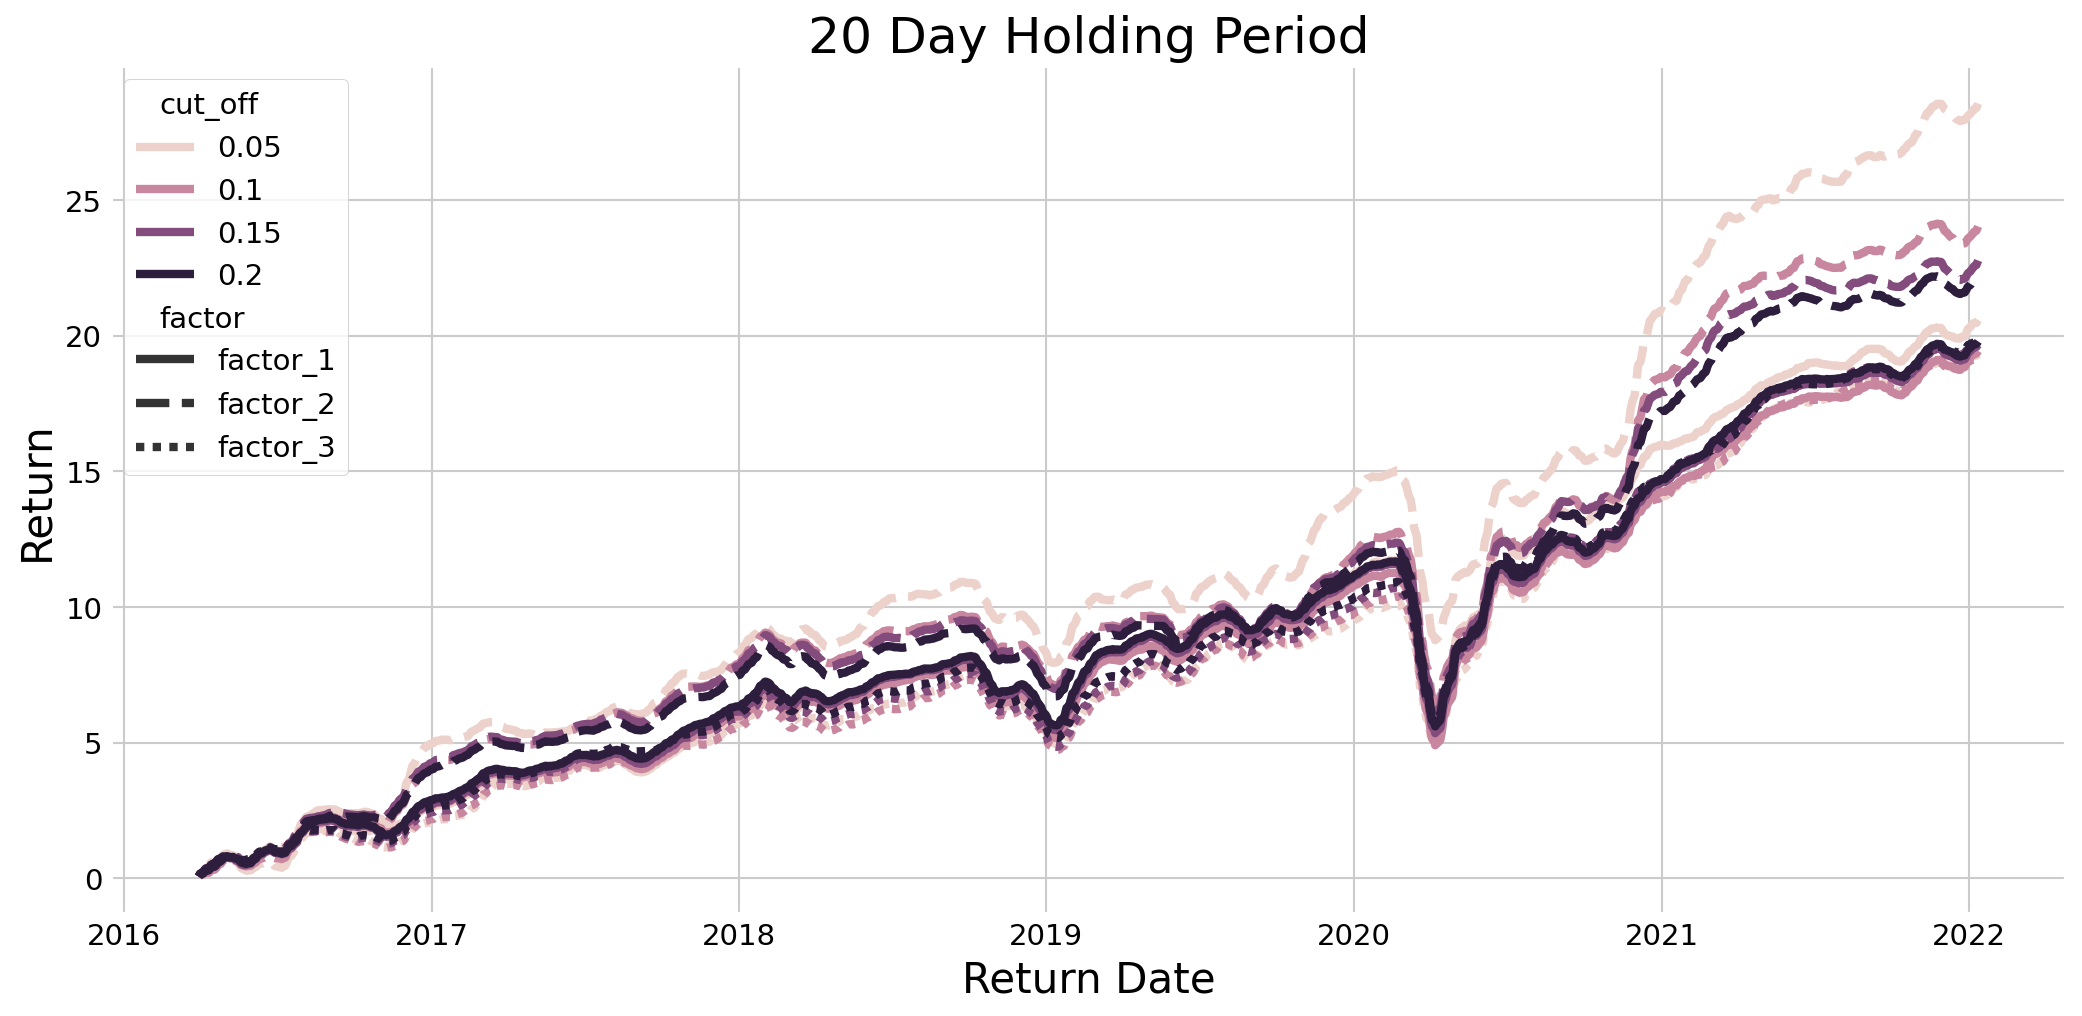 20 Day Holding Period
cut_off
0.05
0.1
0.15
0.2
factor
factor_1
factor_2
factor_3
Return
25
20
15
10
5
0
2016
2017
2018
2019
2020
2021
2022
Return Date